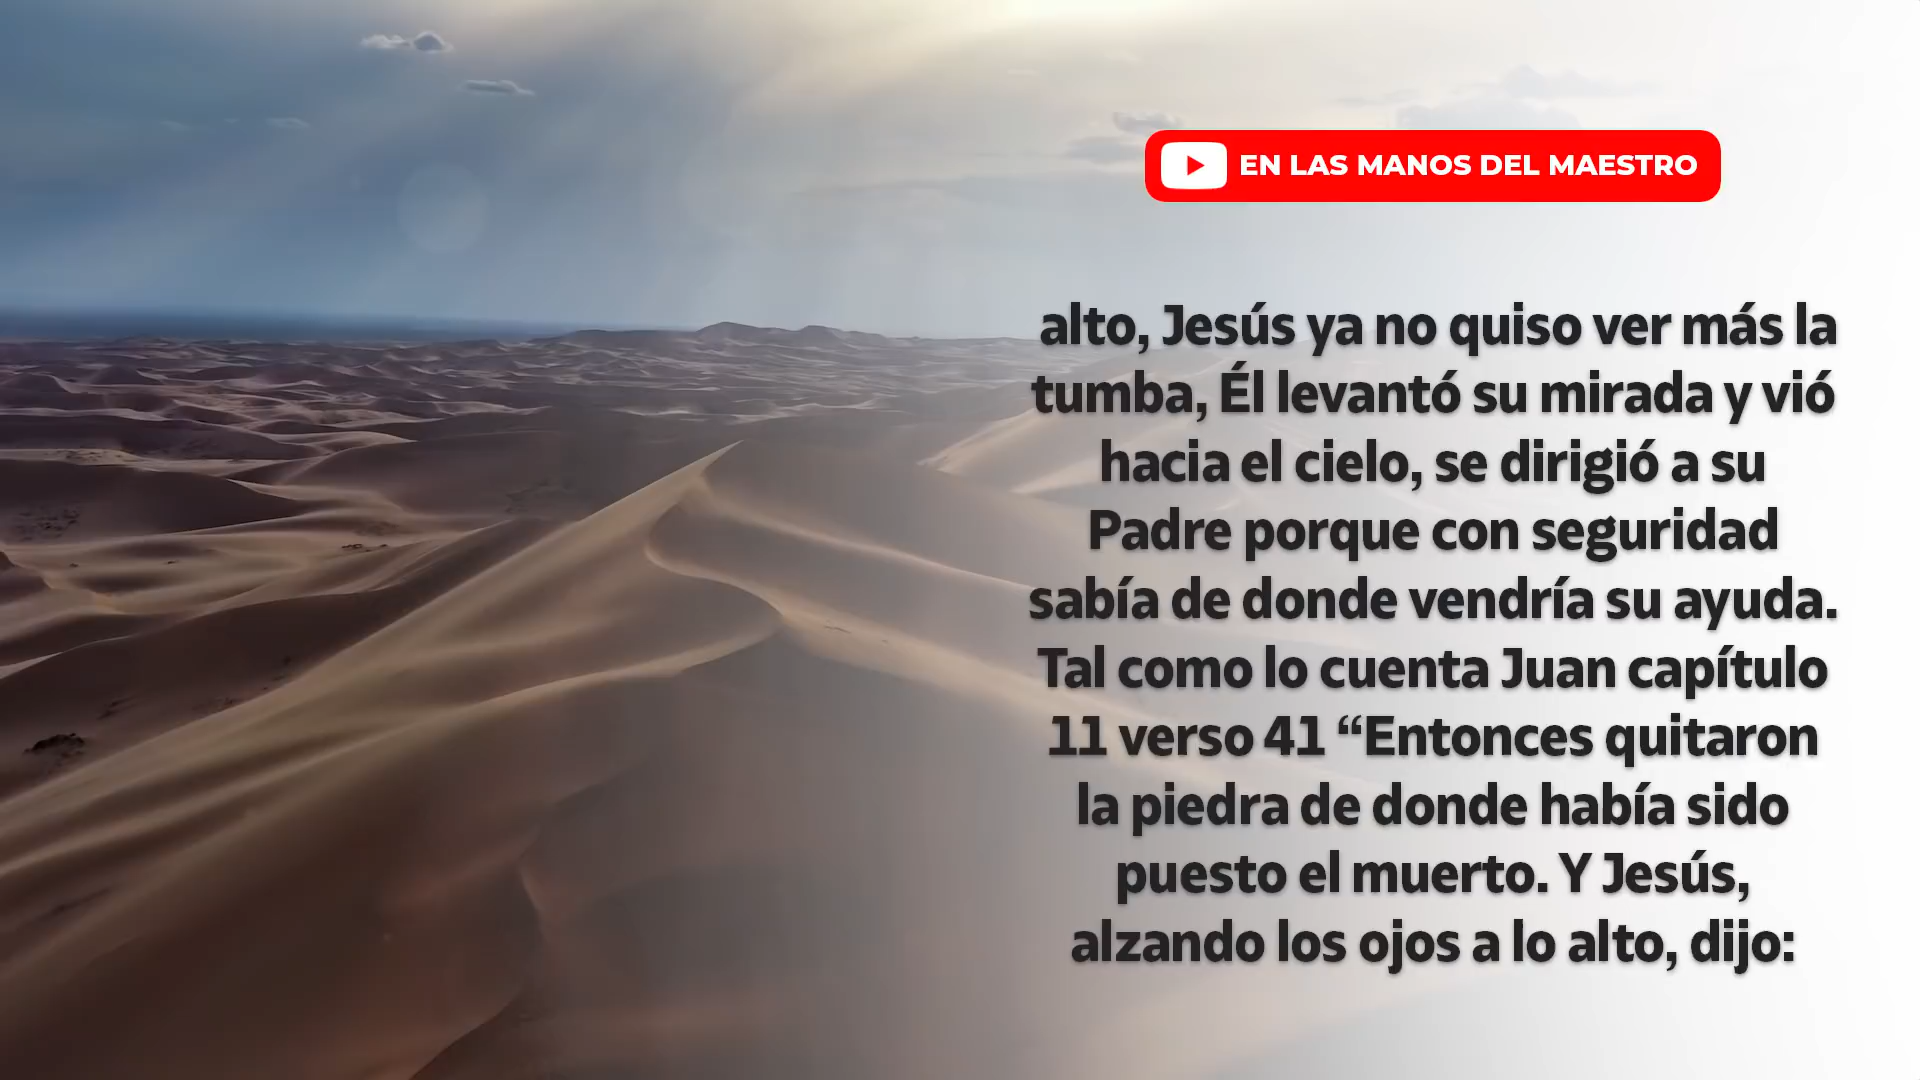 EN LAS MANOS DEL MAESTRO
alto, Jesús ya no quiso ver más la
tumba, Él levantó su mirada y vió
hacia el cielo, se dirigió a su
Padre porque con seguridad
sabía de donde vendría su ayuda.
Tal como lo cuenta Juan capítulo
11 verso 41 “Entonces quitaron
la piedra de donde había sido
puesto el muerto. Y Jesús,
alzando los ojos a lo alto, dijo: